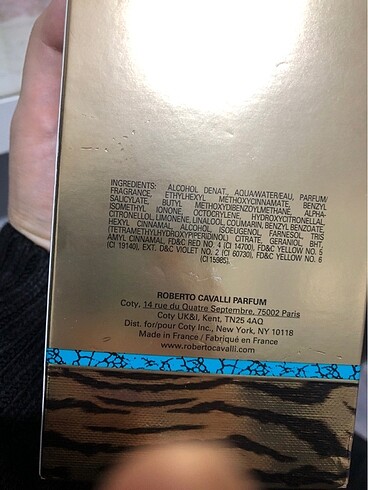 INGREDIENTS: ALCOHOL DENAT., AQUA/WATER/EAU, PARFUM/
FRAGRANCE, ETHYLHEXYL METHOXYCINNAMATE, BENZYL
SALICYLATE, BUTYL METHOXYDIBENZOYLMETHANE, ALPHA-
ISOMETHYL IONONE, OCTOCRYLENE, HYDROXYCITRONELLAL,
CITRONELLOL, LIMONENE, LINALOOL, COUMARIN, BENZYL BENZOATE,
HEXYL CINNAMAL, ALCOHOL, ISOEUGENOL, FARNESOL, TRIS
(TETRAMETHYLHYDROXYPIPERIDINOL) CITRATE, GERANIOL, BHT,
AMYL CINNAMAL, FD&C RED NO. 4 (CI 14700), FD&C YELLOW NO. 5
(CI 19140), EXT. D&C VIOLET NO. 2 (CI 60730), FD&C YELLOW NO. 6
(CI 15985).
ROBERTO CAVALLI PARFUM
Coty, 14 rue du Quatre Septembre, 75002 Paris
Coty UK&I, Kent, TN25 4AQ
Dist. for/pour Coty Inc., New York, NY 10118
Made in France / Fabriqué en France
www.robertocavalli.com